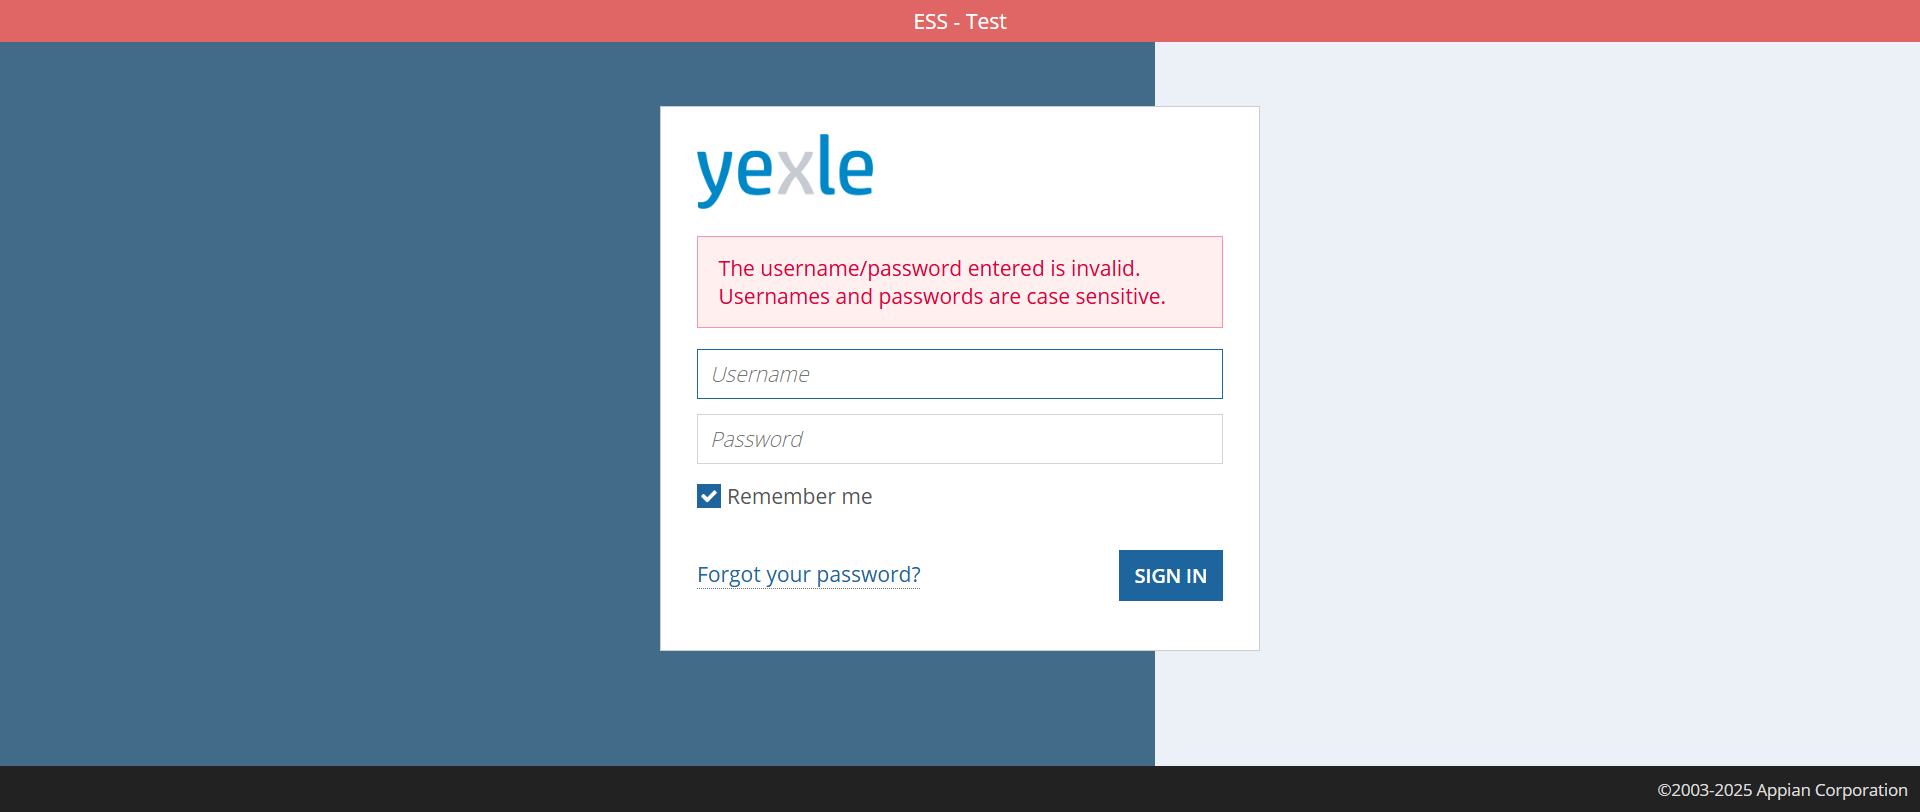 ESS - Test
yexle
The username/password entered is invalid.
Usernames and passwords are case sensitive.
Username
Password
Remember me
Forgot your password?
SIGN IN
©2003-2025 Appian Corporation